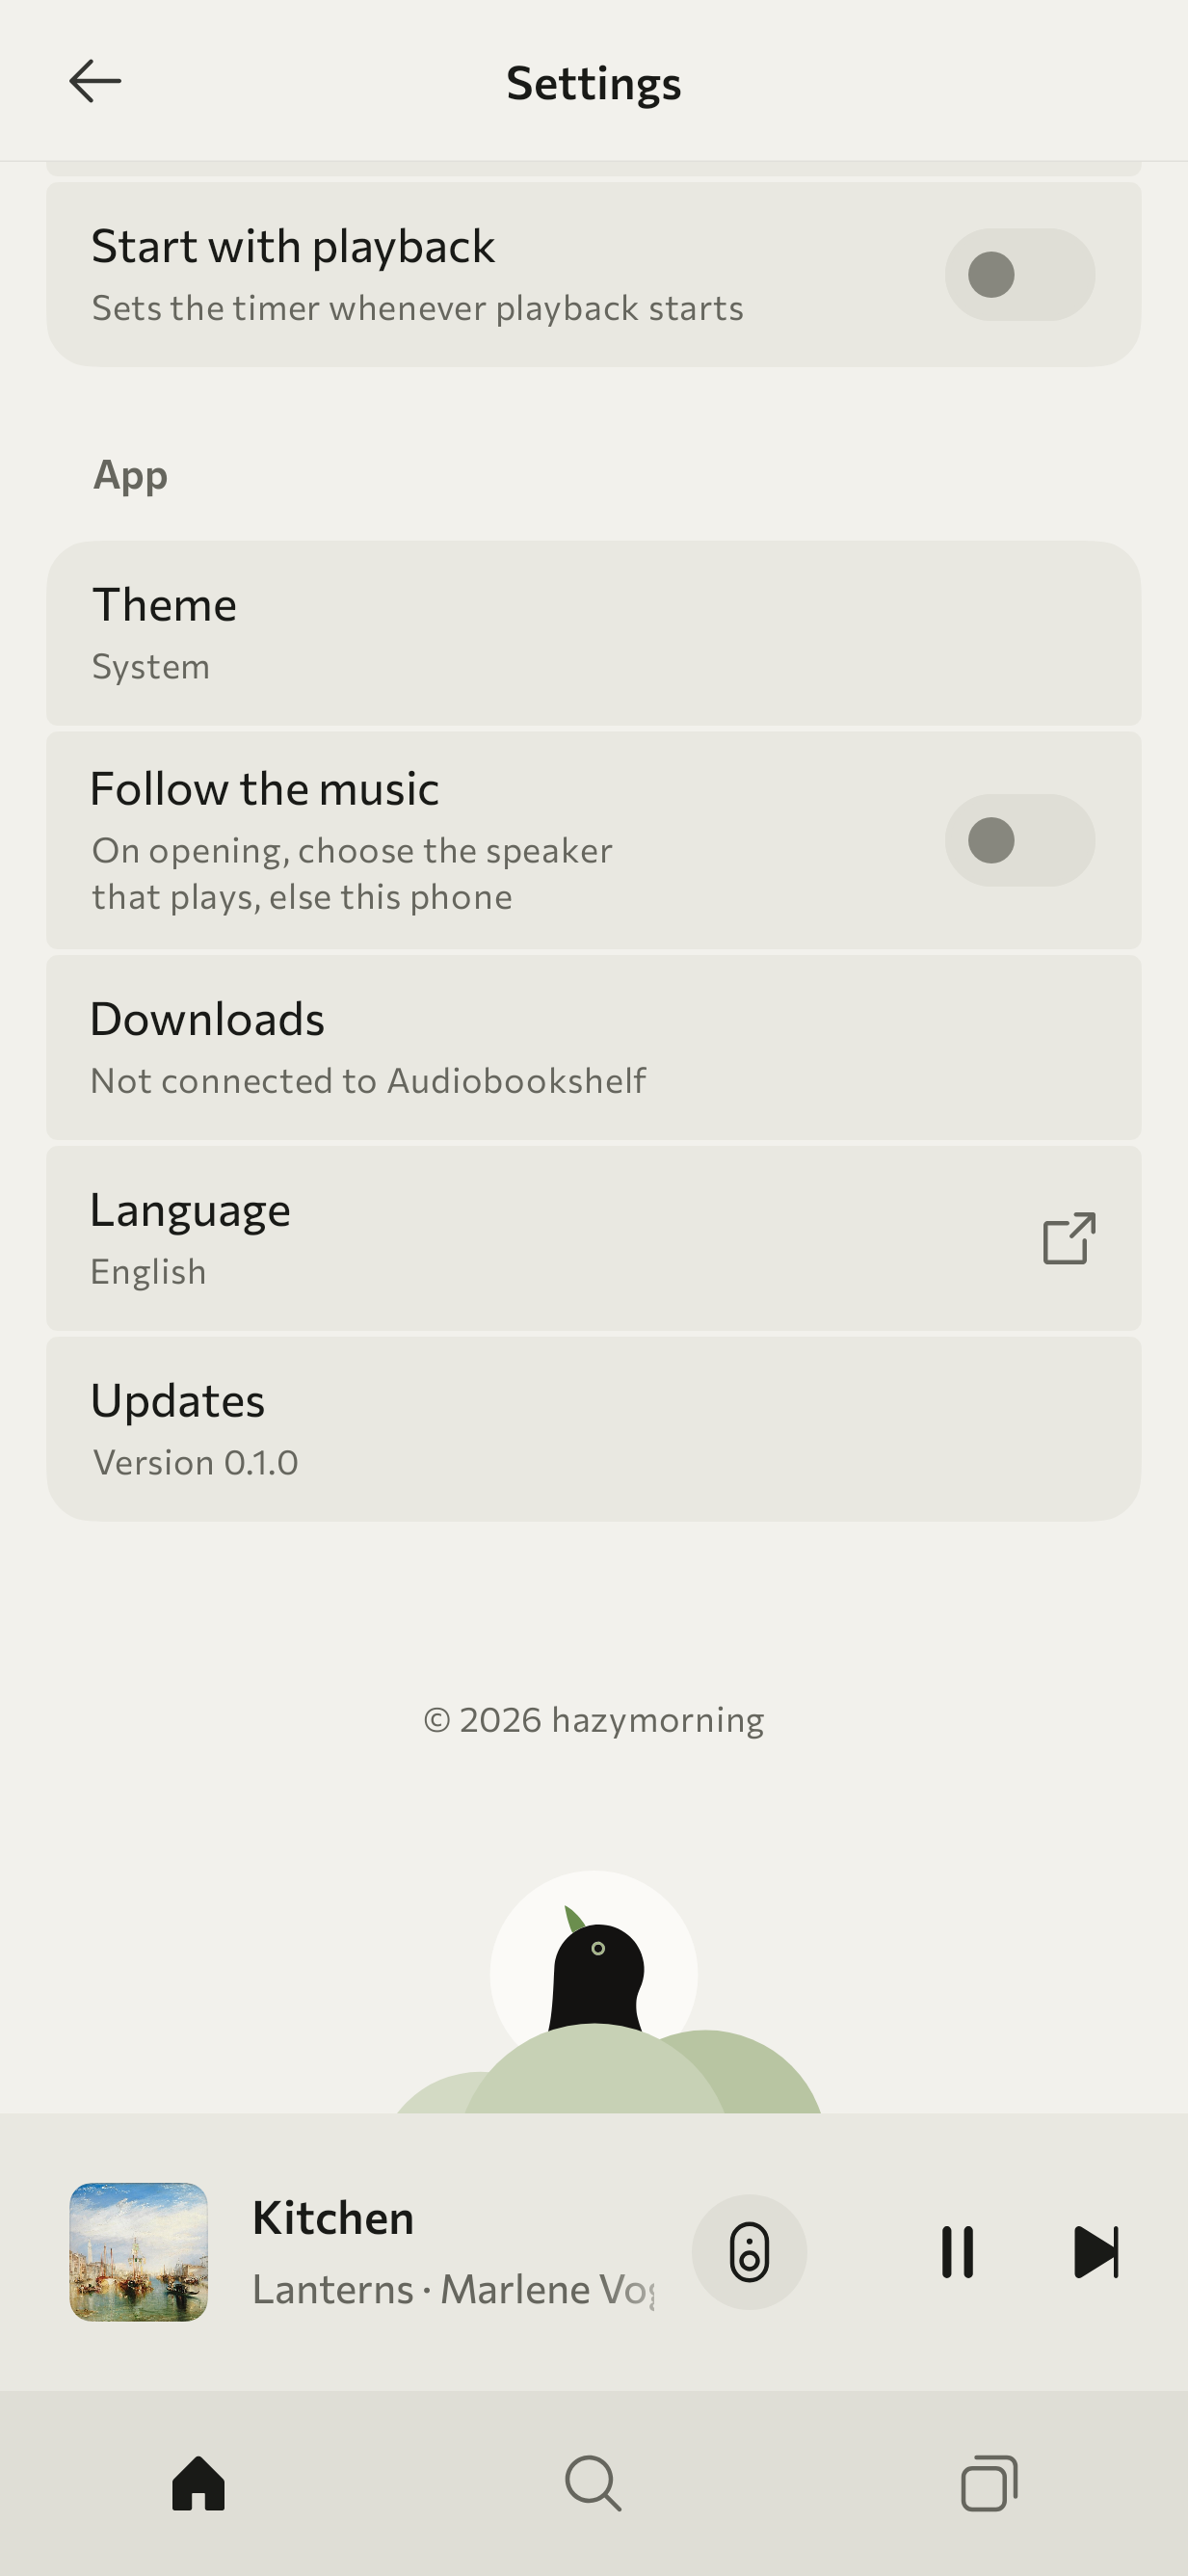 Settings
Start with playback
Sets the timer whenever playback starts
App
Theme
System
Follow the music
On opening, choose the speaker
that plays, else this phone
Downloads
Not connected to Audiobookshelf
Language
English
Updates
Version 0.1.0
© 2026 hazymorning
Kitchen
Lanterns · Marlene